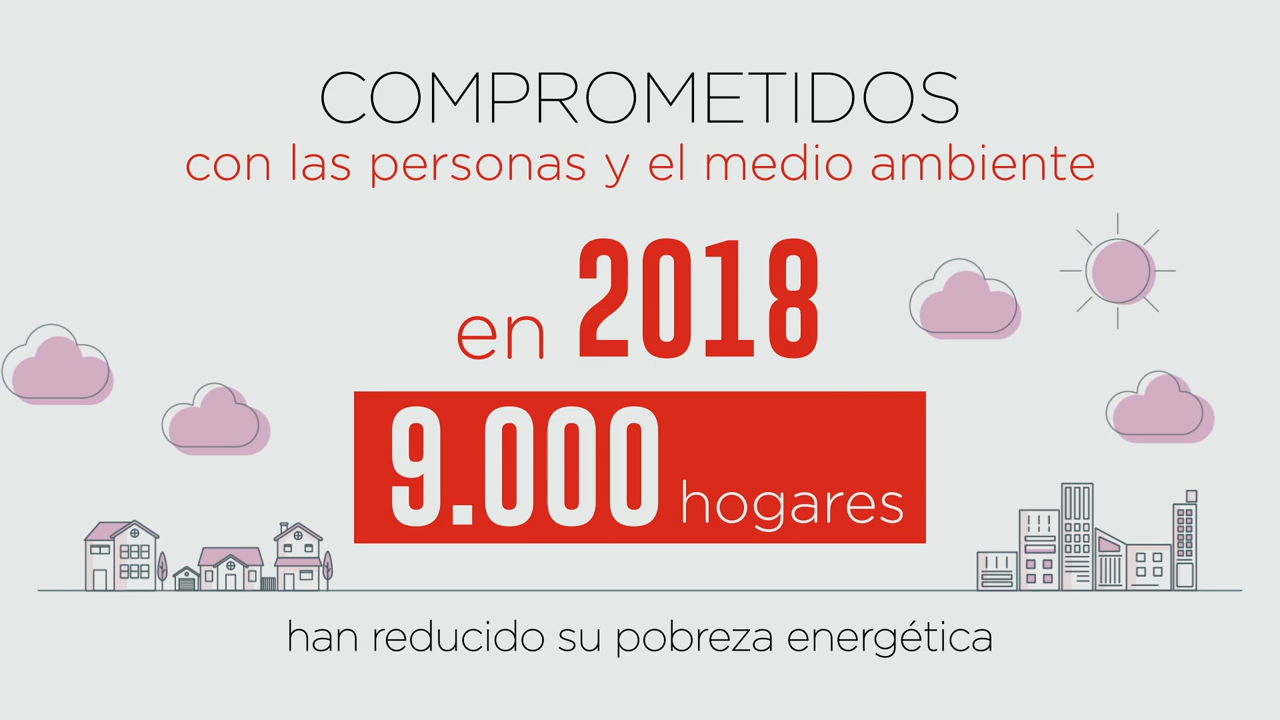 COMPROMETIDOS
con las personas y el medio ambiente
en 2018
9.000 hogares
han reducido su pobreza energética